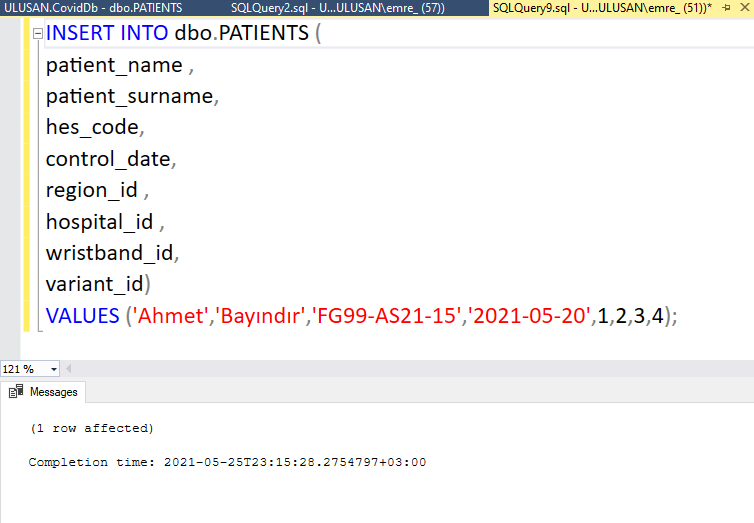 ULUSAN.CovidDb - dbo.PATIENTS SQLQuery2.sql - U...ULUSAN\emre_ (57)) SQLQuery9.sql - U...ULUSAN\emre_ (51))*
INSERT INTO dbo.PATIENTS (
patient_name ,
patient_surname,
hes_code,
control_date,
region_id ,
hospital_id ,
wristband_id,
variant_id)
VALUES ('Ahmet','Bayındır','FG99-AS21-15','2021-05-20',1,2,3,4);
121 %
Messages
(1 row affected)
Completion time: 2021-05-25T23:15:28.2754797+03:00